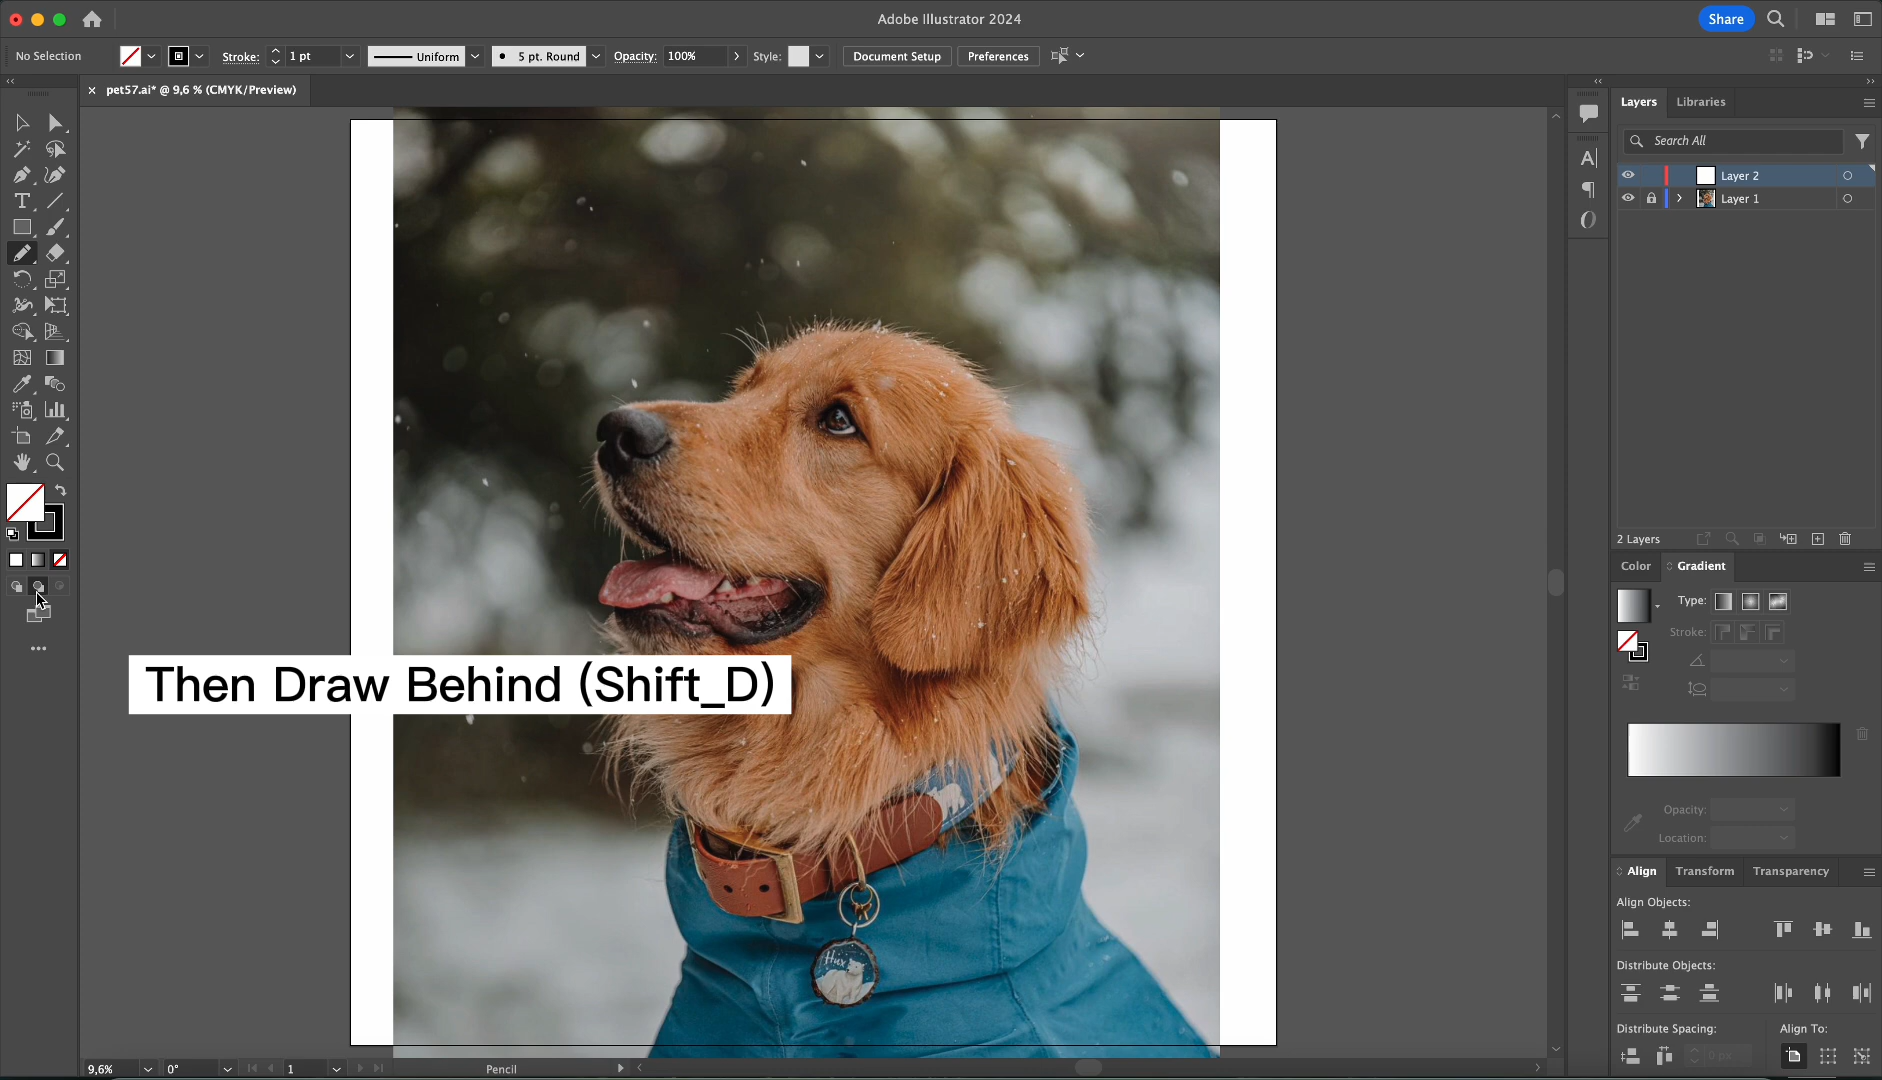 Adobe Illustrator 2024
Share
No Selection
Stroke:
1 pt
Uniform
5 pt. Round
Opacity:
100%
Style:
Document Setup
Preferences
pet57.ai* @ 9,6 % (CMYK/Preview)
Layers
Libraries
Search All
Layer 2
Layer 1
2 Layers
Color
Gradient
Type:
Stroke:
Then Draw Behind (Shift_D)
Opacity:
Location:
Align
Transform
Transparency
Align Objects:
Hux
Distribute Objects:
Distribute Spacing:
Align To:
0 px
9,6%
0°
1
Pencil